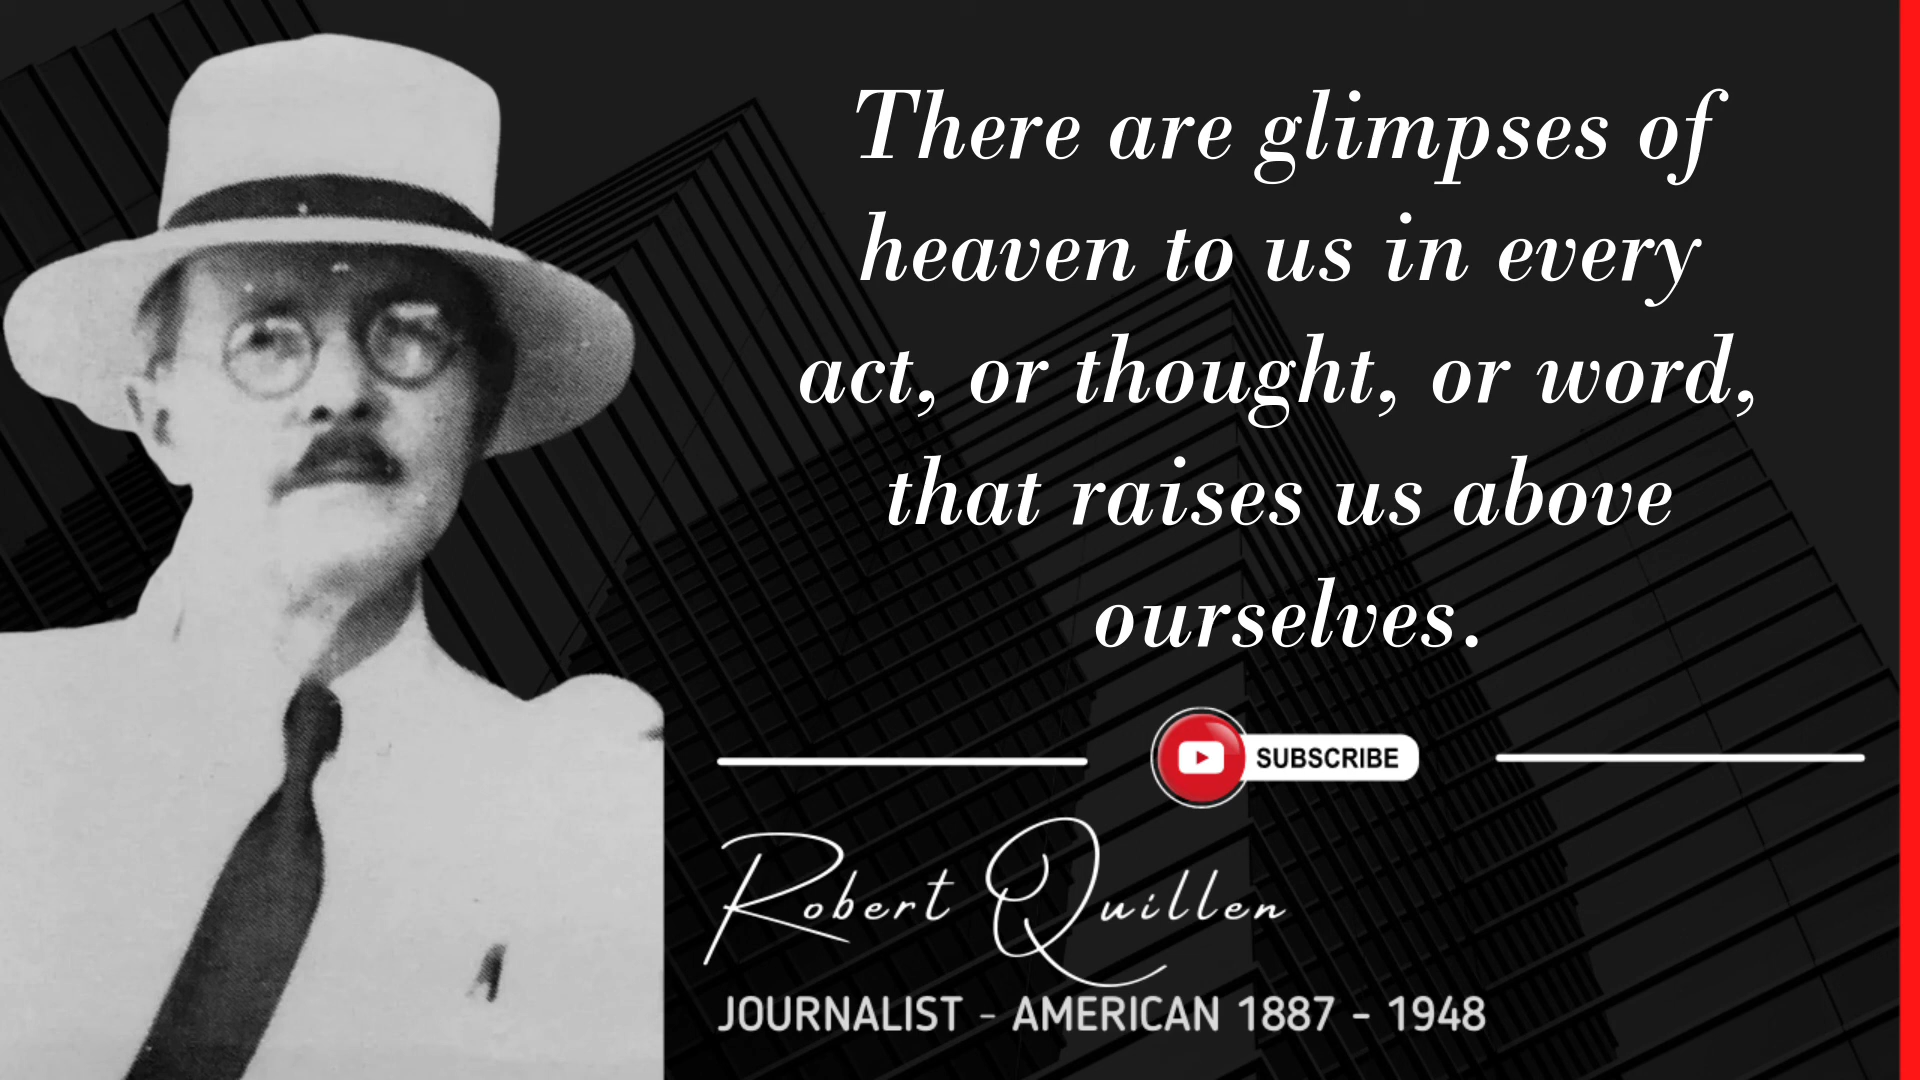 There are glimpses of
heaven to us in every
act, or thought, or word,
that raises us above
ourselves.
SUBSCRIBE
Robert Quillen
JOURNALIST - AMERICAN 1887 - 1948